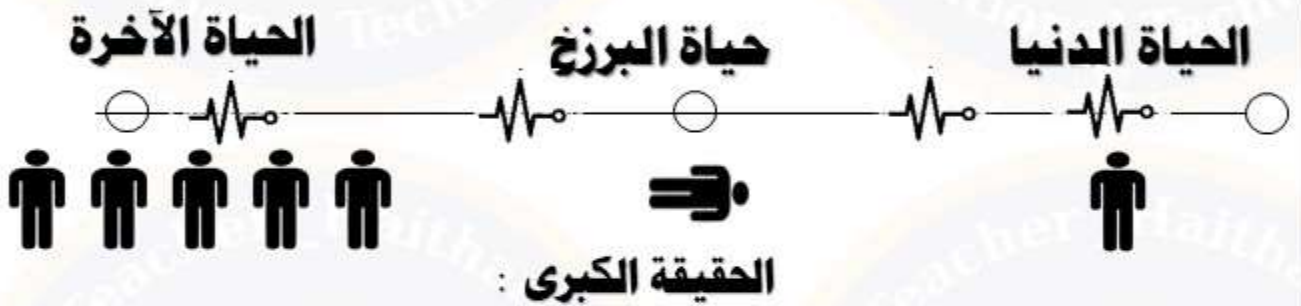 الحياة الدنيا
حياة البرزخ
الحياة الآخرة
الحقيقة الكبرى :